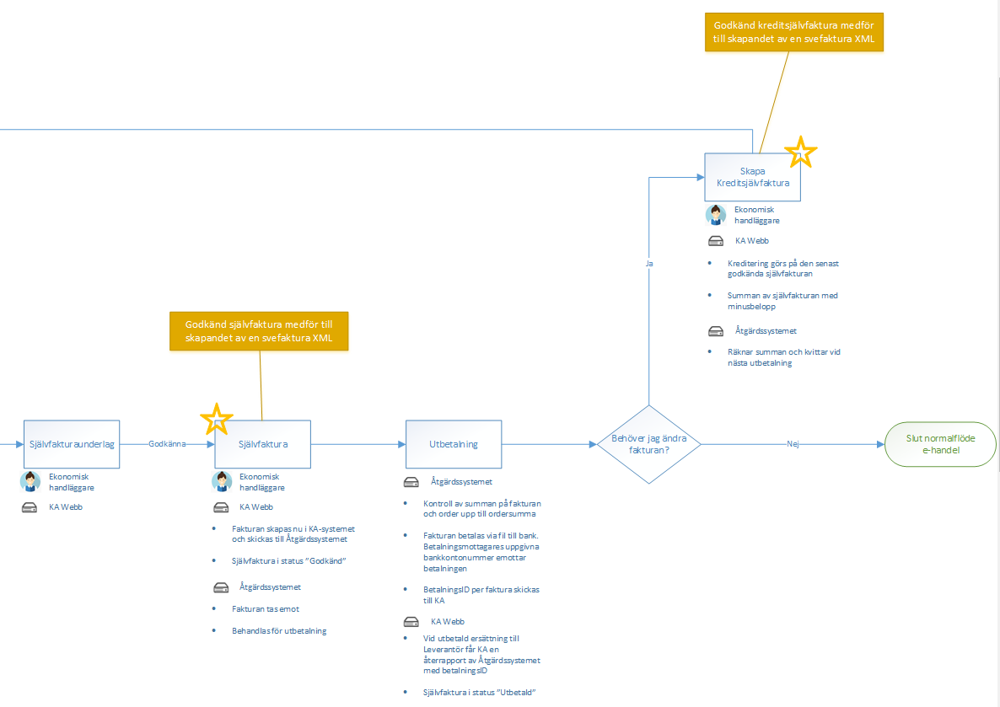 Godkänd kreditsjälvfaktura medför
till skapandet av en svefaktura XML
Skapa
Kreditsjälvfaktura
Ekonomisk
handläggare
KA Webb
Kreditering görs på den senast
godkända självfakturan
Summan av självfakturan med
minusbelopp
Åtgärdssystemet
Räknar summan och kvittar vid
nästa utbetalning
Ja
Godkänd självfaktura medför till
skapandet av en svefaktura XML
Självfakturaunderlag
Ekonomisk
handläggare
KA Webb
Godkänna
Självfaktura
Ekonomisk
handläggare
KA Webb
Fakturan skapas nu i KA-systemet
och skickas till Åtgärdssystemet
Självfaktura i status "Godkänd"
Åtgärdssystemet
Fakturan tas emot
Behandlas för utbetalning
Utbetalning
Åtgärdssystemet
Kontroll av summan på fakturan
och order upp till ordersumma
Fakturan betalas via fil till bank.
Betalningsmottagares uppgivna
bankkontonummer emottar
betalningen
BetalningsID per faktura skickas
till KA
KA Webb
Vid utbetald ersättning till
Leverantör får KA en
återrapport av Åtgärdssystemet
med betalningsID
Självfaktura i status "Utbetald"
Behöver jag ändra
fakturan?
Nej
Slut normalflöde
e-handel